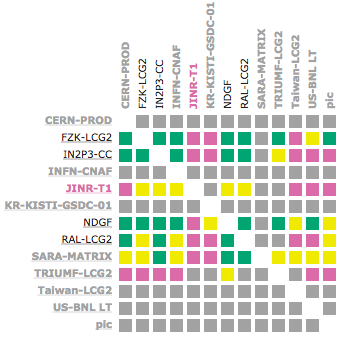 CERN-PROD
FZK-LCG2
IN2P3-CC
INFN-CNAF
JINR-T1
KR-KISTI-GSDC-01
NDGF
RAL-LCG2
SARA-MATRIX
TRIUMF-LCG2
Taiwan-LCG2
US-BNL LT
pic
CERN-PROD
FZK-LCG2
IN2P3-CC
INFN-CNAF
JINR-T1
KR-KISTI-GSDC-01
NDGF
RAL-LCG2
SARA-MATRIX
TRIUMF-LCG2
Taiwan-LCG2
US-BNL LT
pic